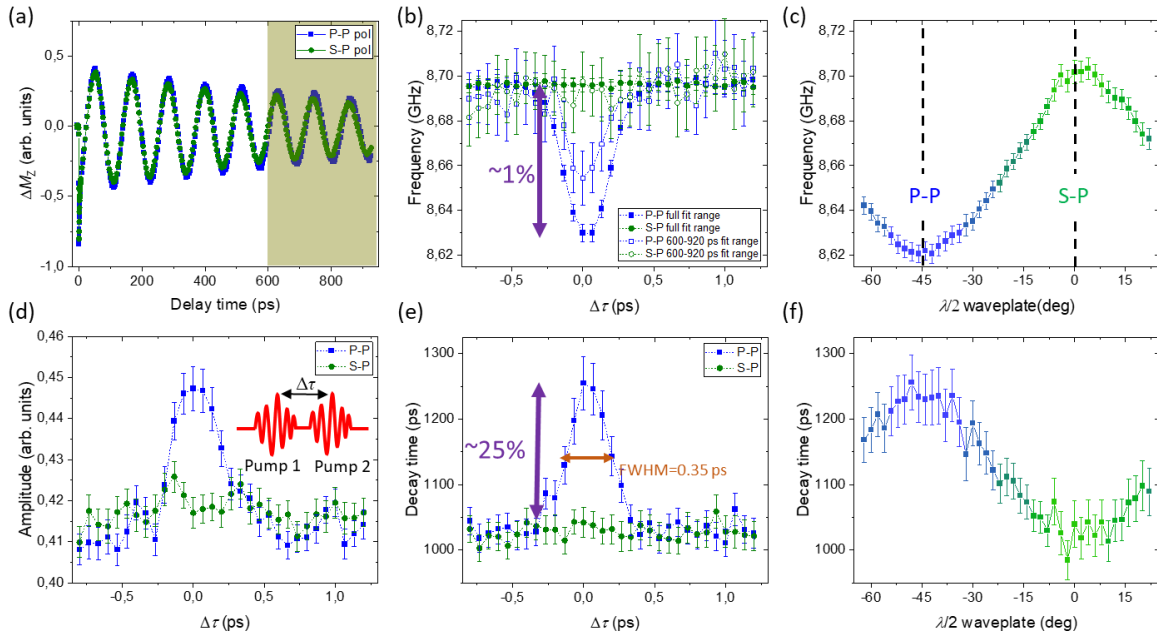 (a)
0,5
0,0
-0,5
-1,0
ΔMz (arb. units)
P-P pol
S-P pol
0 200 400 600 800
Delay time (ps)
(b)
8,72
8,70
8,68
8,66
8,64
8,62
Frequency (GHz)
~1%
P-P full fit range
S-P full fit range
P-P 600-920 ps fit range
S-P 600-920 ps fit range
-0,5 0,0 0,5 1,0
Δτ (ps)
(c)
8,72
8,70
8,68
8,66
8,64
8,62
Frequency (GHz)
P-P
S-P
-60 -45 -30 -15 0 15
λ/2 waveplate(deg)
(d)
0,46
0,45
0,44
0,43
0,42
0,41
0,40
Amplitude (arb. units)
P-P
S-P
Δτ
Pump 1 Pump 2
-0,5 0,0 0,5 1,0
Δτ (ps)
(e)
1300
1200
1100
1000
Decay time (ps)
P-P
S-P
~25%
FWHM=0.35 ps
-0,5 0,0 0,5 1,0
Δτ (ps)
(f)
1300
1200
1100
1000
Decay time (ps)
-60 -45 -30 -15 0 15
λ/2 waveplate (deg)